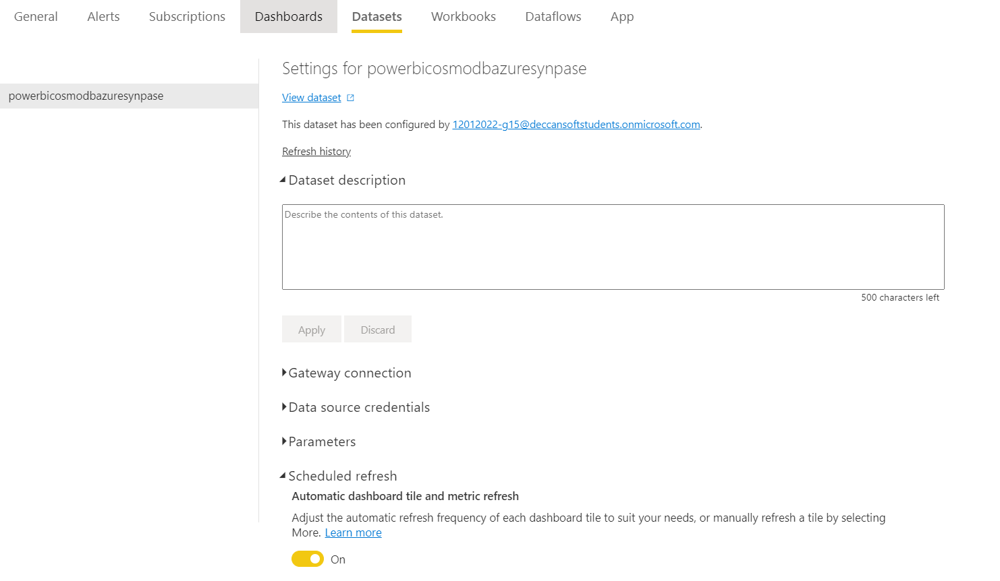 General Alerts Subscriptions Dashboards Datasets Workbooks Dataflows App
powerbicosmodbazuresynpase
Settings for powerbicosmodbazuresynpase
View dataset
This dataset has been configured by 12012022-g15@deccansoftstudents.onmicrosoft.com.
Refresh history
Dataset description
Describe the contents of this dataset.
500 characters left
Apply Discard
Gateway connection
Data source credentials
Parameters
Scheduled refresh
Automatic dashboard tile and metric refresh
Adjust the automatic refresh frequency of each dashboard tile to suit your needs, or manually refresh a tile by selecting
More. Learn more
On